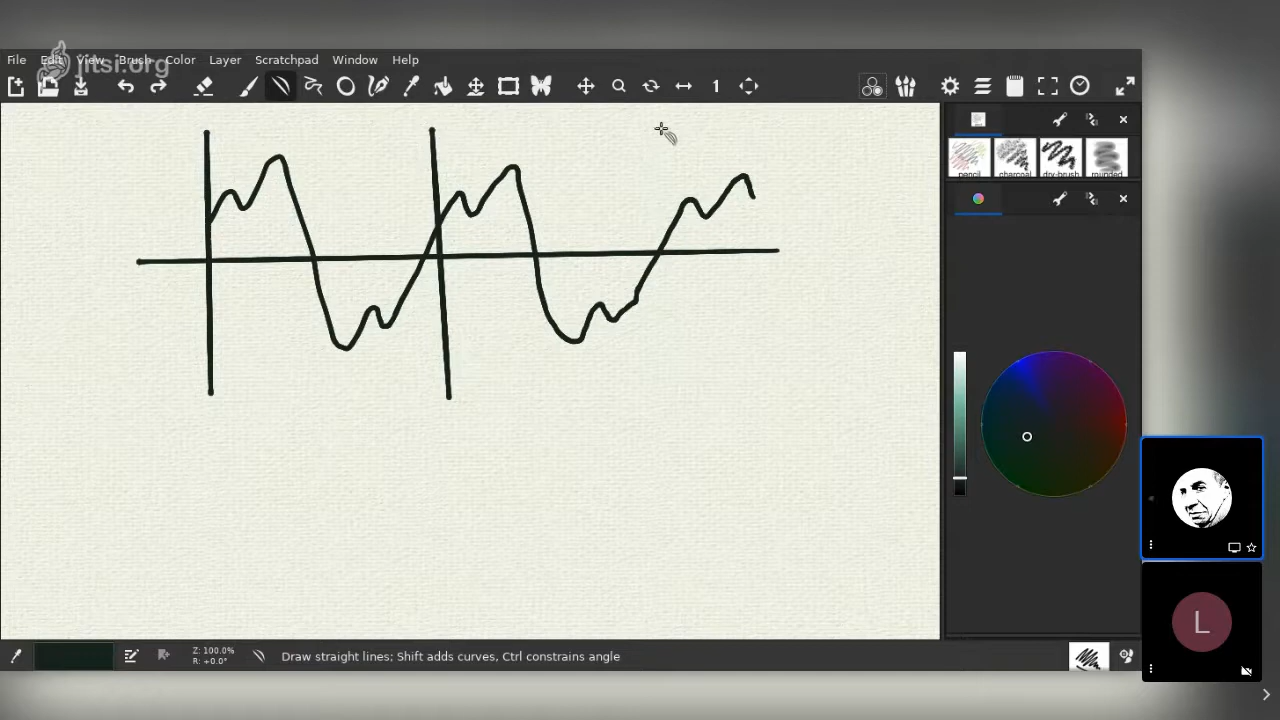 jitsi.org
File Edit View Brush Color Layer Scratchpad Window Help
1
pencil charcoal dry-brush rounded
Z: 100.0%
R: +0.0°
Draw straight lines; Shift adds curves, Ctrl constrains angle
L